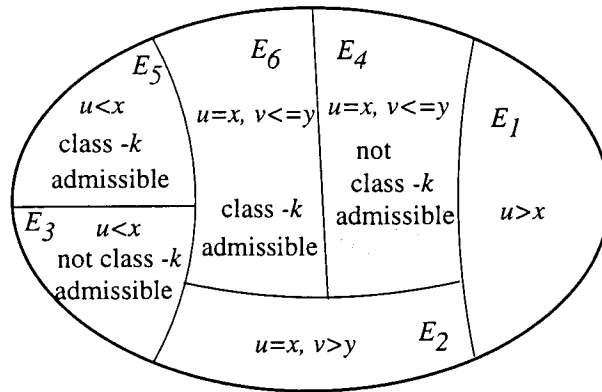 E5
u<x
class -k
admissible
E3
u<x
not class -k
admissible
E6
u=x, v<=y
class -k
admissible
E4
u=x, v<=y
not
class -k
admissible
E1
u>x
u=x, v>y
E2